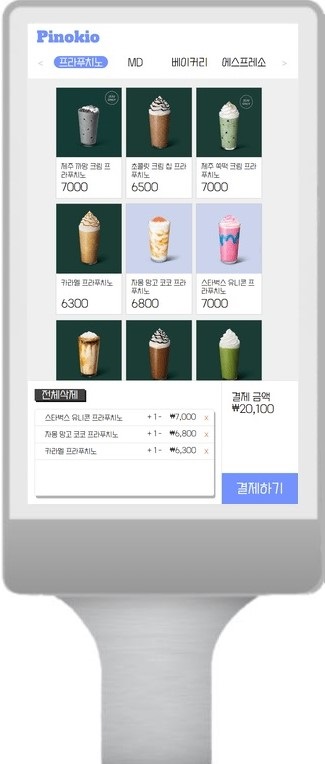 Pinokio
< 프라푸치노 MD 베이커리 에스프레소 >
제주 까망 크림 프
라푸치노
7000
초콜릿 크림 칩 프라
푸치노
6500
제주 쑥떡 크림 프라
푸치노
7000
카라멜 프라푸치노
6300
자몽 망고 코코 프라푸
치노
6800
스타벅스 유니콘 프
라푸치노
7000
전체삭제
스타벅스 유니콘 프라푸치노 + 1 - ₩7,000 x
자몽 망고 코코 프라푸치노 + 1 - ₩6,800 x
카라멜 프라푸치노 + 1 - ₩6,300 x
결제 금액
₩20,100
결제하기